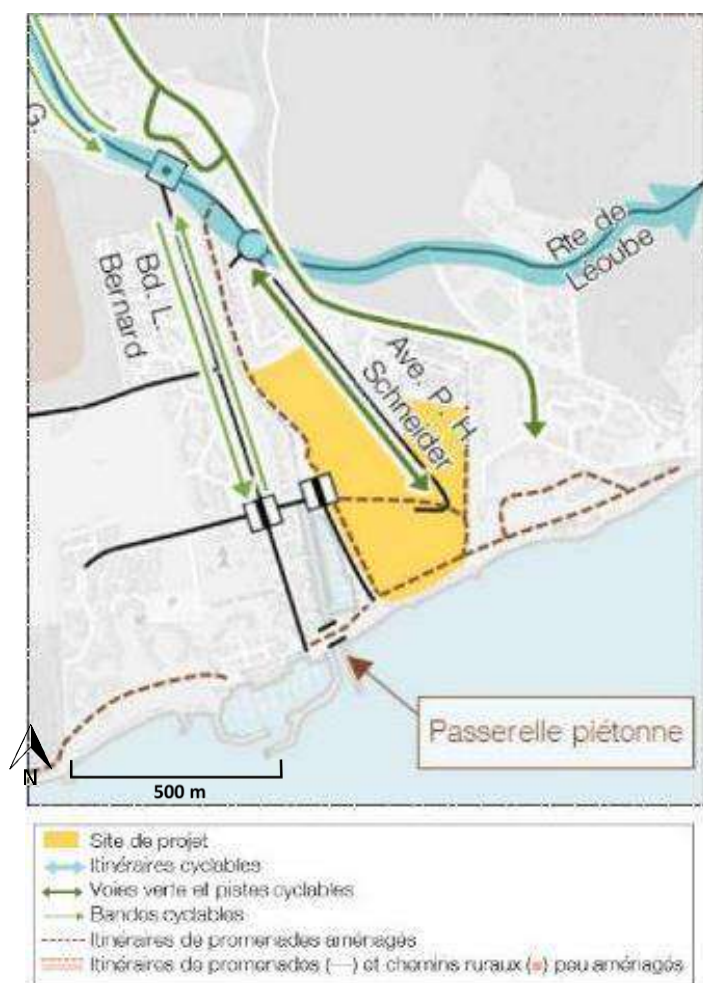 G.
Bd. L.
Bernard
Rte de
Léoube
Ave. P. H
Schneider
Passerelle piétonne
N
500 m
Site de projet
Itinéraires cyclables
Voies verte et pistes cyclables
Bandes cyclables
Itinéraires de promenades aménagés
Itinéraires de promenades (—) et chemins ruraux (●) peu aménagés